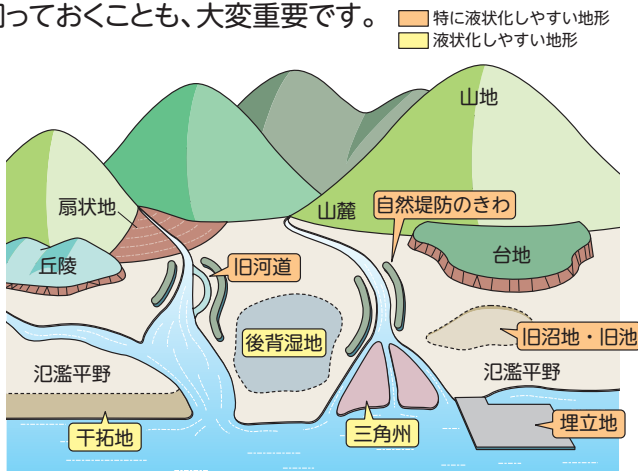 っておくことも、大変重要です。
特に液状化しやすい地形
液状化しやすい地形
山地
扇状地
山麓
自然堤防のきわ
丘陵
旧河道
台地
後背湿地
旧沼地・旧池
氾濫平野
氾濫平野
干拓地
三角州
埋立地